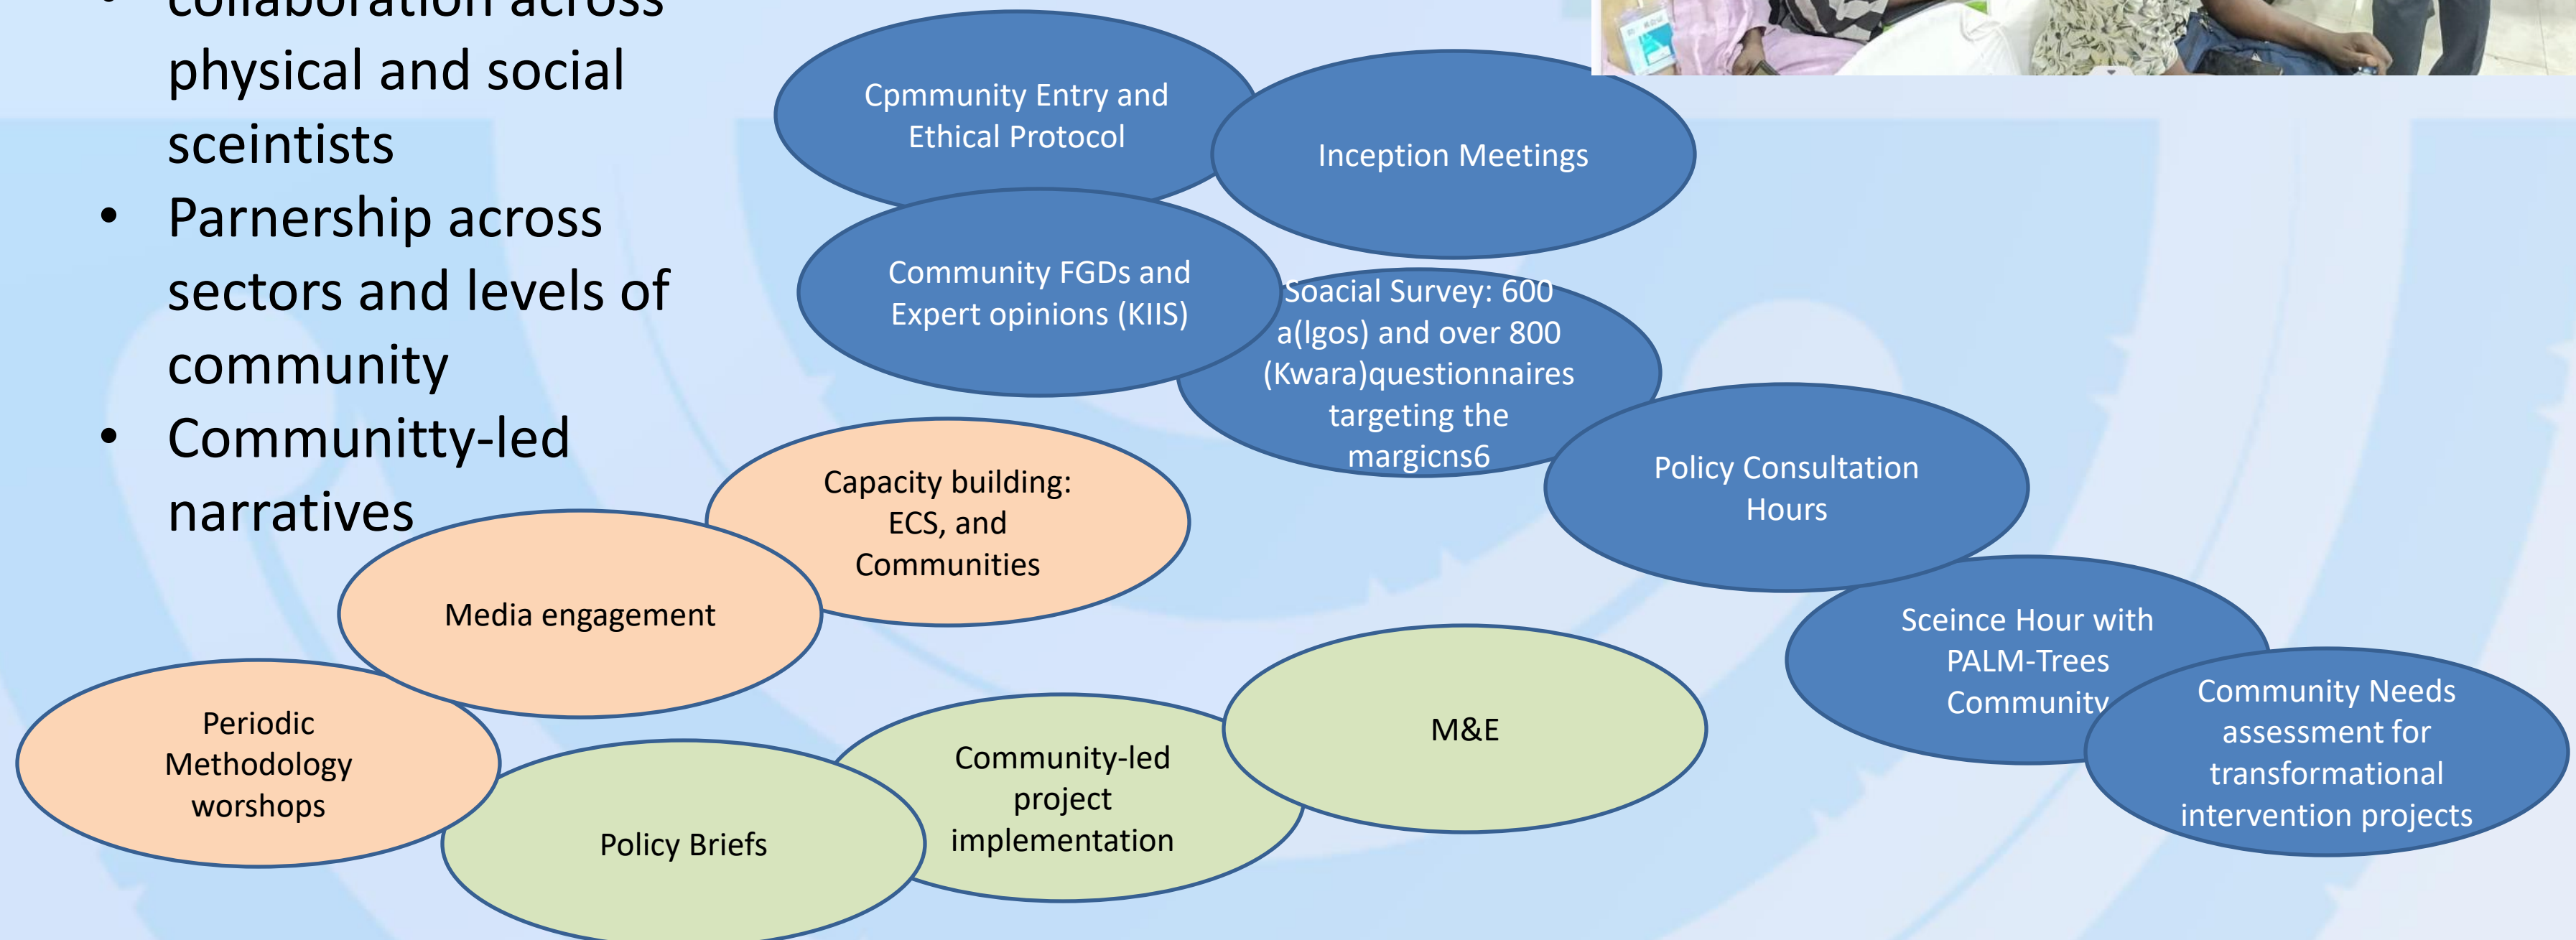 collaboration across
physical and social
sceintists
• Parnership across
sectors and levels of
community
• Communitty-led
narratives
Cpmmunity Entry and
Ethical Protocol
Inception Meetings
Community FGDs and
Expert opinions (KIIS)
Soacial Survey: 600
a(lgos) and over 800
(Kwara)questionnaires
targeting the
margicns6
Policy Consultation
Hours
Sceince Hour with
PALM-Trees
Community
Community Needs
assessment for
transformational
intervention projects
Capacity building:
ECS, and
Communities
Media engagement
Periodic
Methodology
worshops
Policy Briefs
Community-led
project
implementation
M&E